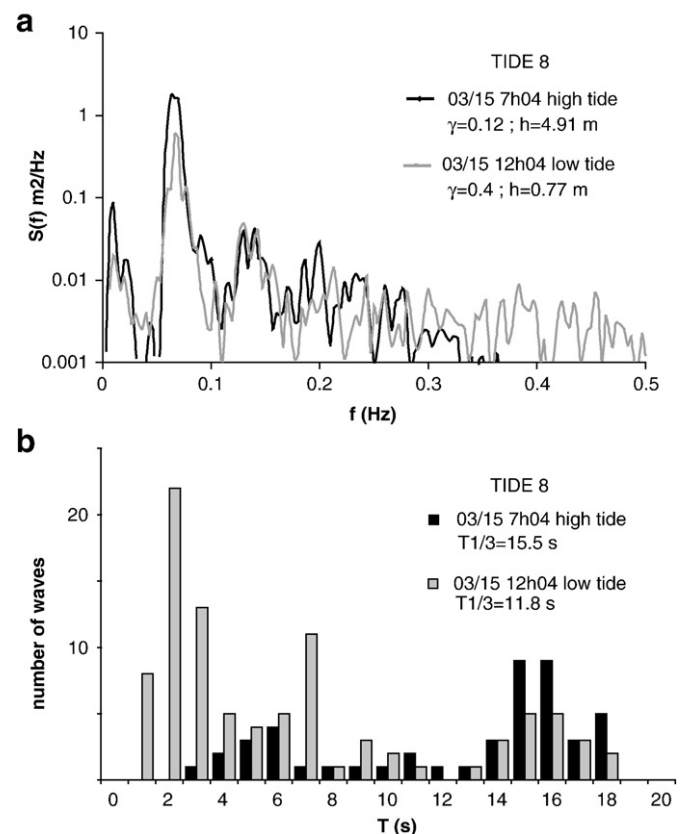 a
10
1
0.1
0.01
0.001
S(f) m2/Hz
TIDE 8
03/15 7h04 high tide
γ=0.12 ; h=4.91 m
03/15 12h04 low tide
γ=0.4 ; h=0.77 m
0 0.1 0.2 0.3 0.4 0.5
f (Hz)
b
20
10
number of waves
TIDE 8
03/15 7h04 high tide
T1/3=15.5 s
03/15 12h04 low tide
T1/3=11.8 s
0 2 4 6 8 10 12 14 16 18 20
T (s)